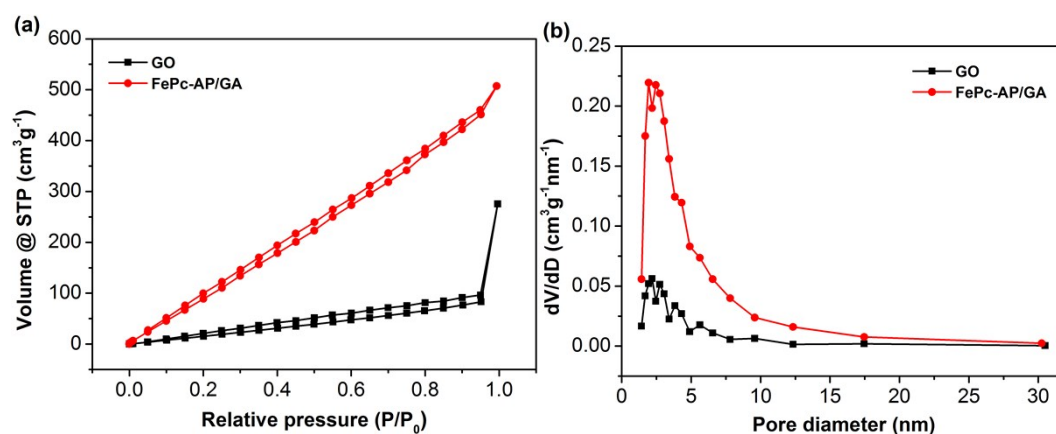 (a)
600
500
400
300
200
100
0
Volume @ STP (cm³g⁻¹)
GO
FePc-AP/GA
0.0 0.2 0.4 0.6 0.8 1.0
Relative pressure (P/P₀)
(b)
0.25
0.20
0.15
0.10
0.05
0.00
dV/dD (cm³g⁻¹nm⁻¹)
GO
FePc-AP/GA
0 5 10 15 20 25 30
Pore diameter (nm)